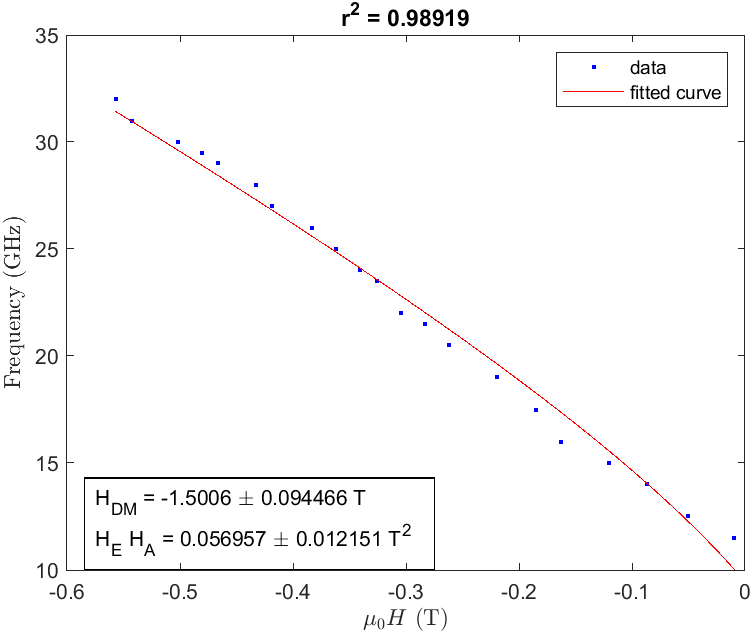 r² = 0.98919
35
30
25
20
15
10
Frequency (GHz)
data
fitted curve
H_DM = -1.5006 ± 0.094466 T
H_E H_A = 0.056957 ± 0.012151 T²
-0.6 -0.5 -0.4 -0.3 -0.2 -0.1 0
μ₀H (T)